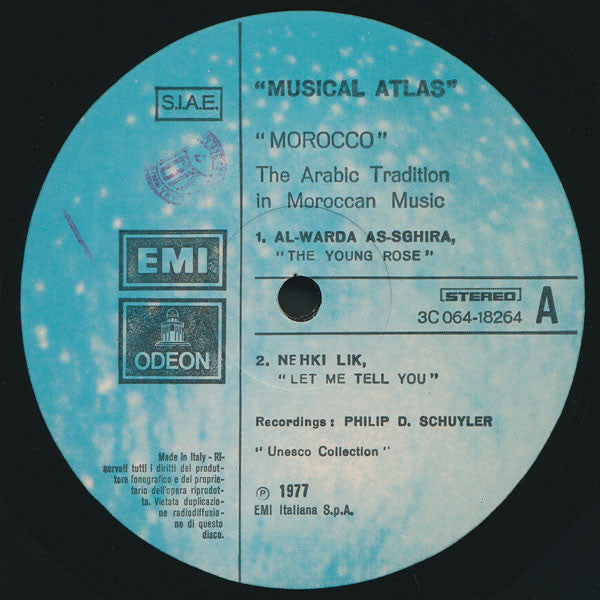 S.I.A.E.
"MUSICAL ATLAS"
"MOROCCO"
The Arabic Tradition
in Moroccan Music
1. AL-WARDA AS-SGHIRA,
"THE YOUNG ROSE"
EMI
ODEON
STEREO
3C 064-18264 A
2. NEHKI LIK,
"LET ME TELL YOU"
Recordings: PHILIP D. SCHUYLER
"Unesco Collection"
Ⓟ 1977
EMI Italiana S.p.A.
Made in Italy - Ri-
servati tutti i diritti del produt-
tore fonografico e del proprie-
tario dell'opera riprodot-
ta. Vietata duplicazio-
ne radiodiffusio-
ne di questo
disco.